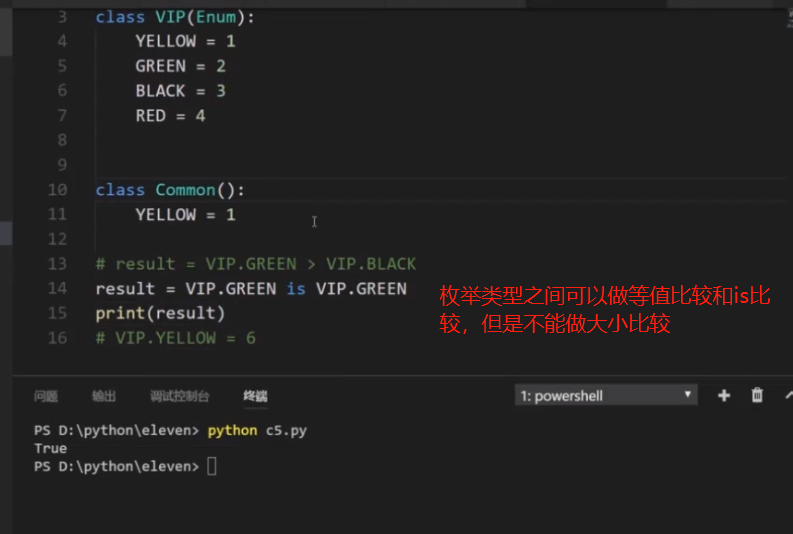 3 class VIP(Enum):
4 YELLOW = 1
5 GREEN = 2
6 BLACK = 3
7 RED = 4
8
9
10 class Common():
11 YELLOW = 1
12
13 # result = VIP.GREEN > VIP.BLACK
14 result = VIP.GREEN is VIP.GREEN
15 print(result)
16 # VIP.YELLOW = 6
枚举类型之间可以做等值比较和is比
较，但是不能做大小比较
问题 输出 调试控制台 终端 1: powershell
PS D:\python\eleven> python c5.py
True
PS D:\python\eleven>